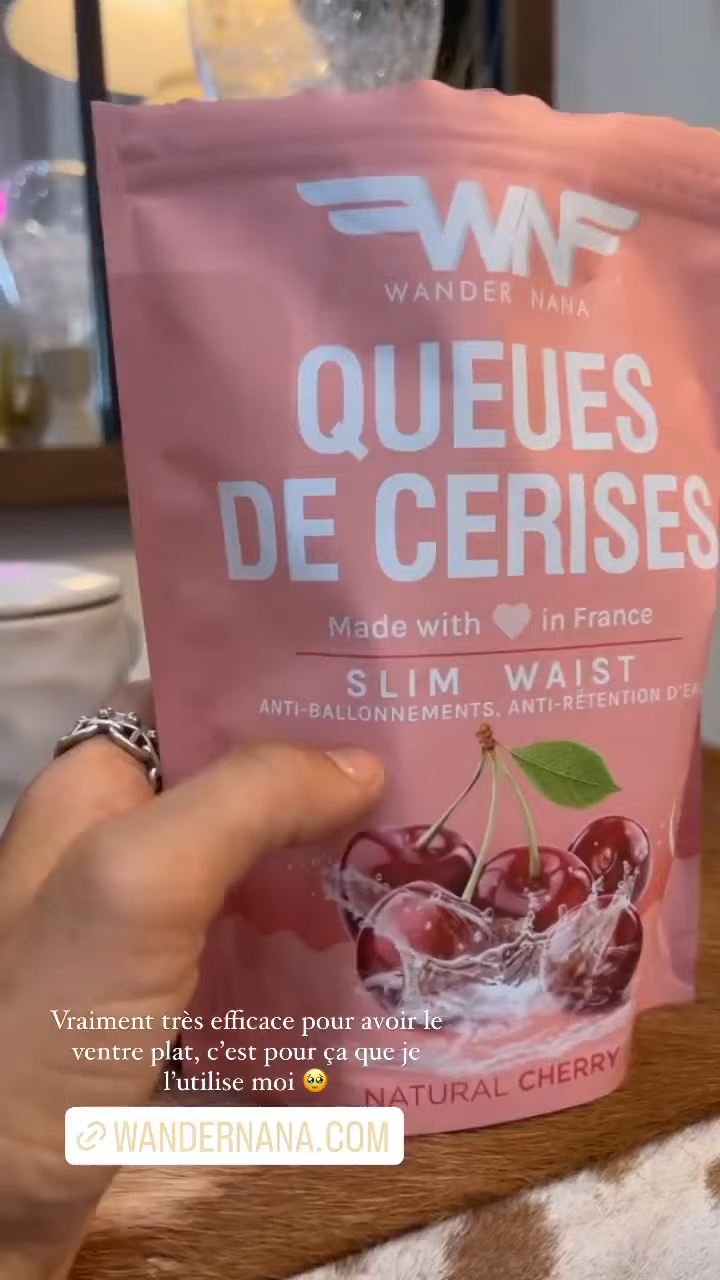 WNF
WANDER NANA
QUEUES
DE CERISES
Made with in France
SLIM WAIST
ANTI-BALLONNEMENTS, ANTI-RÉTENTION D'EA
Vraiment très efficace pour avoir le
ventre plat, c'est pour ça que je
l'utilise moi 🥹
NATURAL CHERRY
WANDERNANA.COM